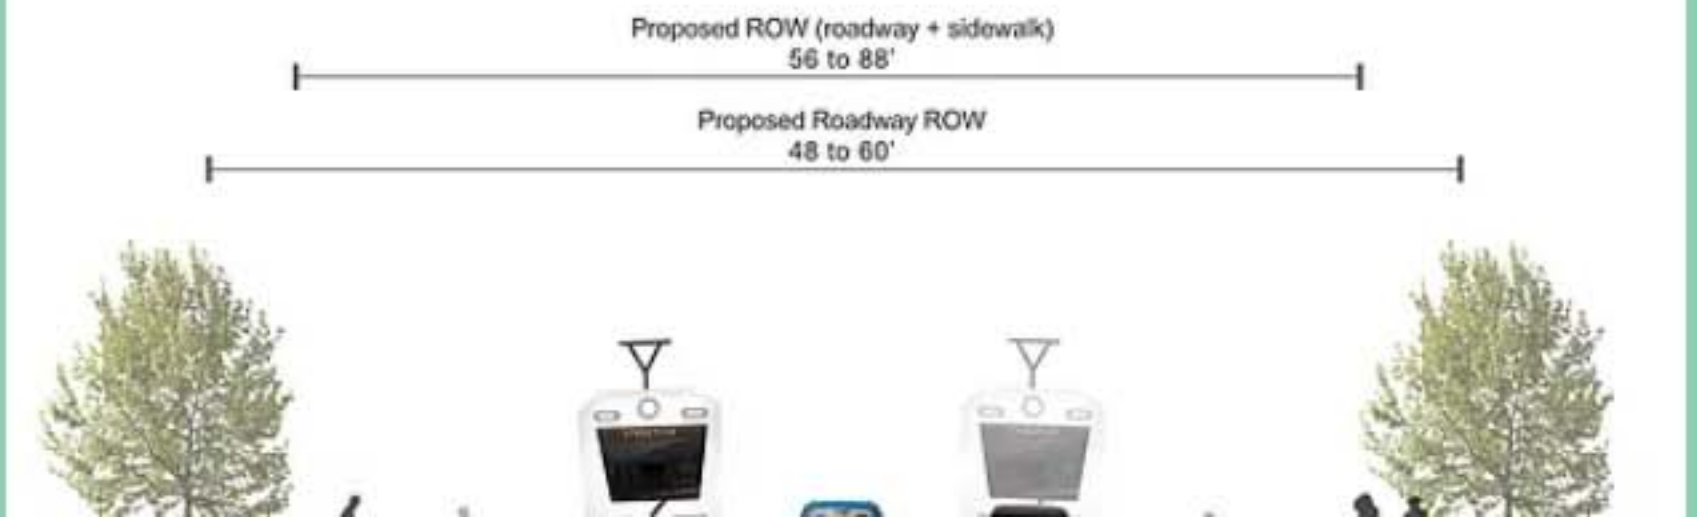 Proposed ROW (roadway + sidewalk)
56 to 88'
Proposed Roadway ROW
48 to 60'